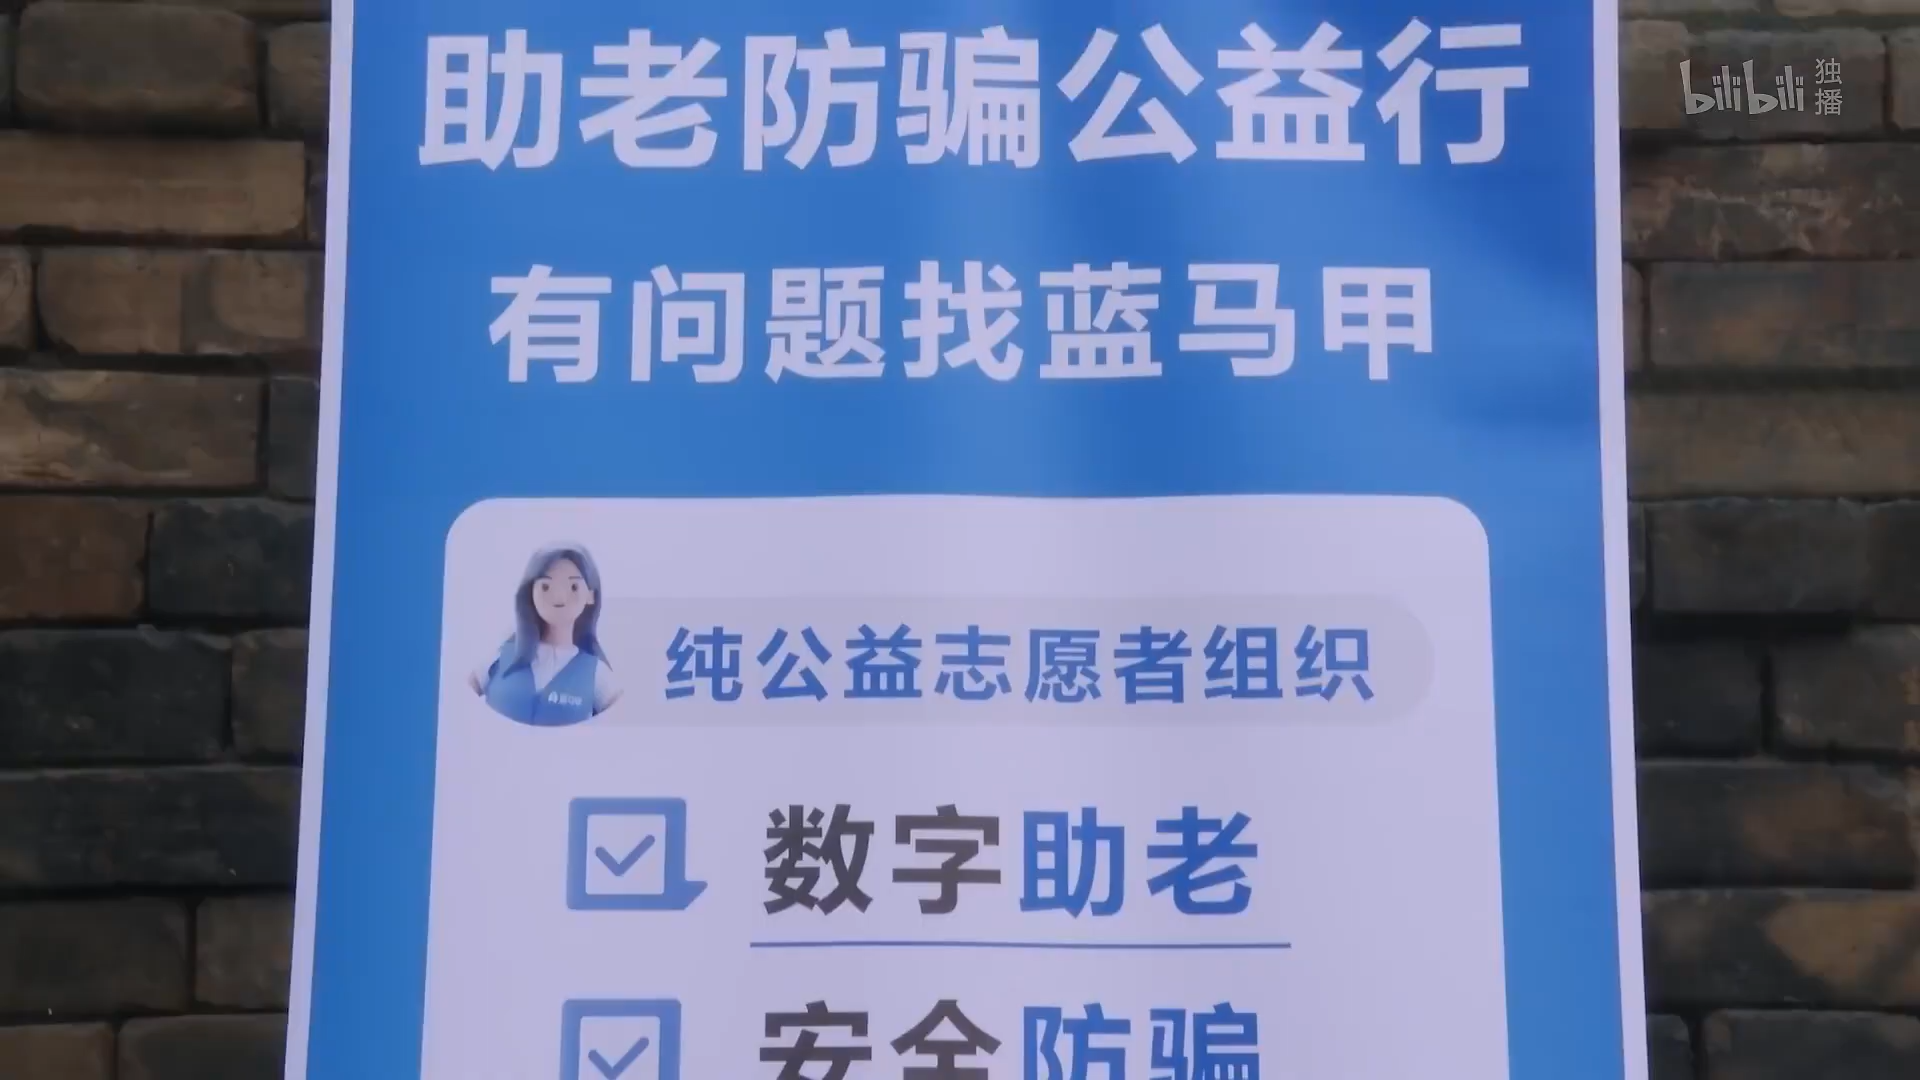 助老防骗公益行
bilibili 独播
有问题找蓝马甲
纯公益志愿者组织
数字助老
安全防骗